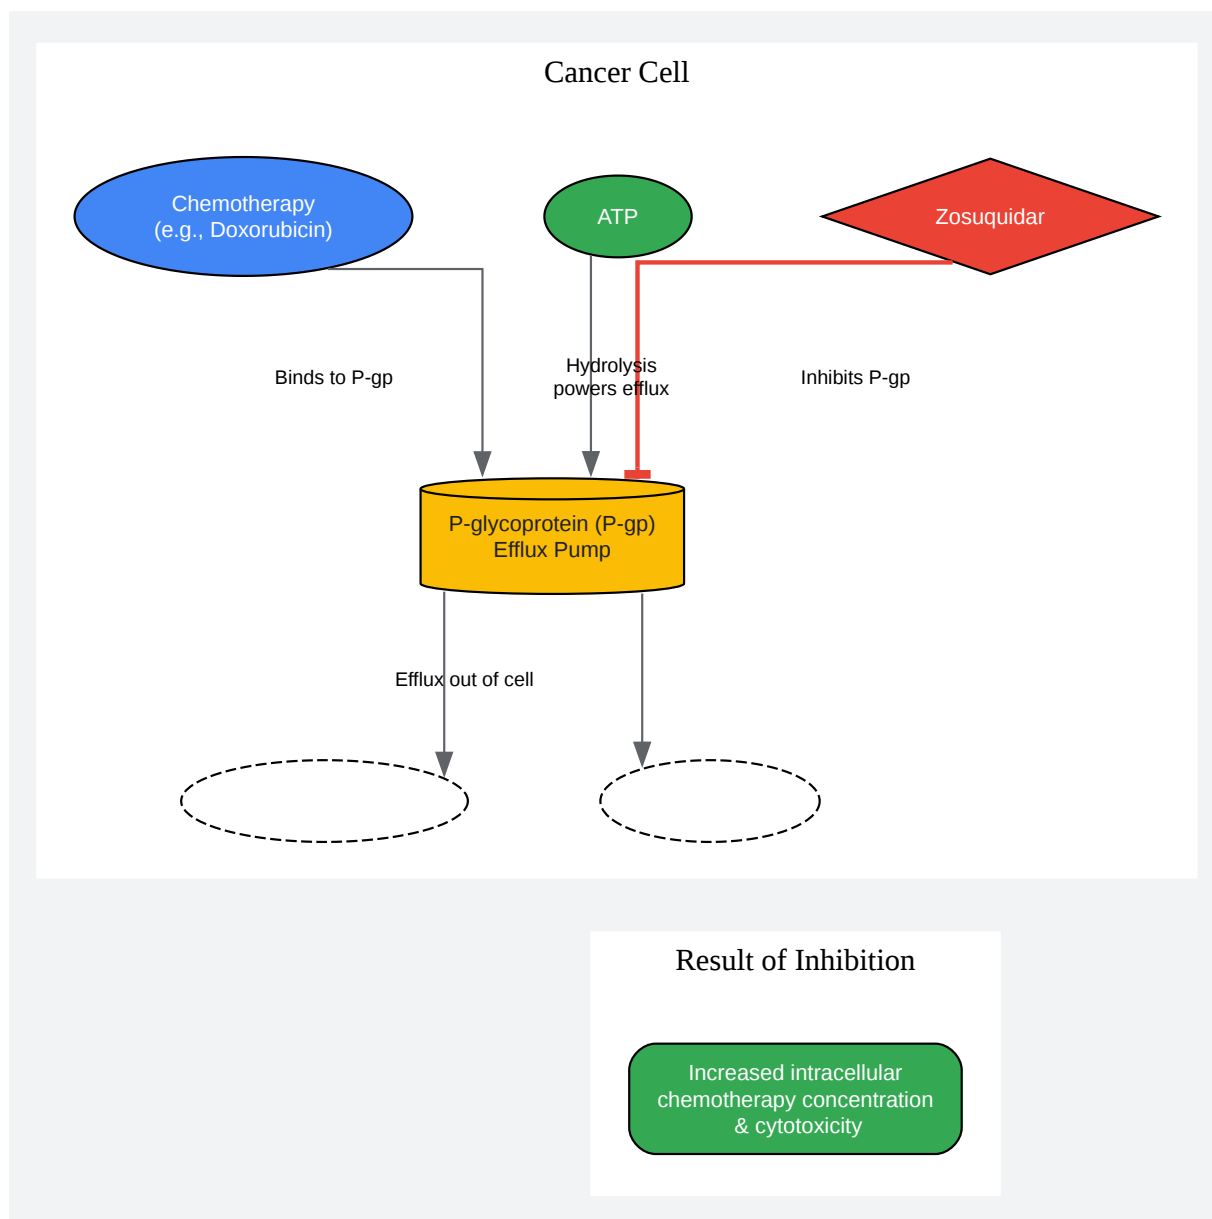 Cancer Cell
Chemotherapy
(e.g., Doxorubicin)
ATP
Zosuquidar
Binds to P-gp
Hydrolysis
powers efflux
Inhibits P-gp
P-glycoprotein (P-gp)
Efflux Pump
Efflux out of cell
Result of Inhibition
Increased intracellular
chemotherapy concentration
& cytotoxicity